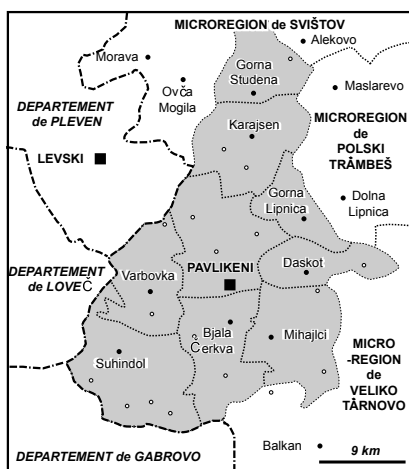 MICROREGION de SVIŠTOV
Alekovo
Morava
Gorna
Studena
Ovča
Mogila
Maslarevo
DEPARTEMENT
de PLEVEN
Karajsen
MICROREGION
de
POLSKI
TRÂMBEŠ
LEVSKI
Gorna
Lipnica
Dolna
Lipnica
DEPARTEMENT
de LOVEČ
PAVLIKENI
Daskot
Varbovka
Bjala
Čerkva
Mihajlci
Suhindol
MICRO
-REGION
de
VELIKO
TÂRNOVO
Balkan
9 km
DEPARTEMENT de GABROVO